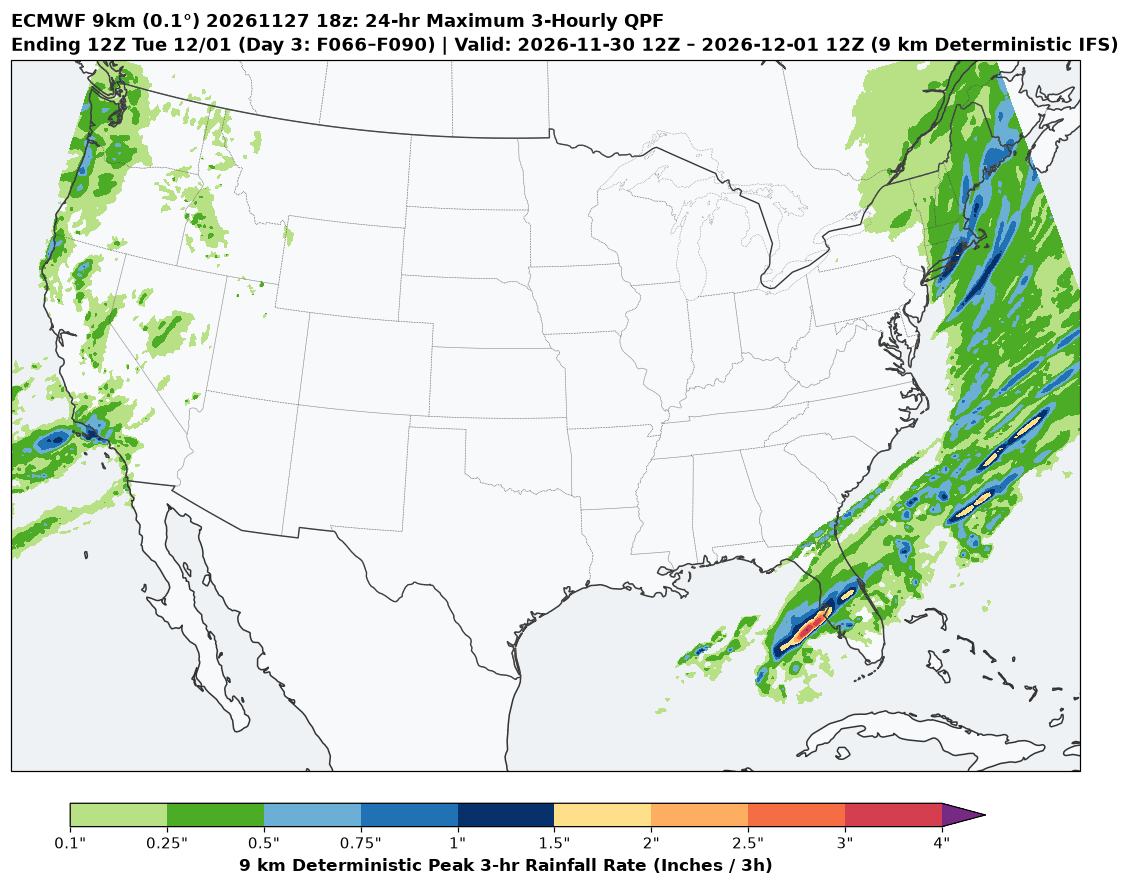 ECMWF 9km (0.1°) 20261127 18z: 24-hr Maximum 3-Hourly QPF
Ending 12Z Tue 12/01 (Day 3: F066–F090) | Valid: 2026-11-30 12Z – 2026-12-01 12Z (9 km Deterministic IFS)
0.1" 0.25" 0.5" 0.75" 1" 1.5" 2" 2.5" 3" 4"
9 km Deterministic Peak 3-hr Rainfall Rate (Inches / 3h)